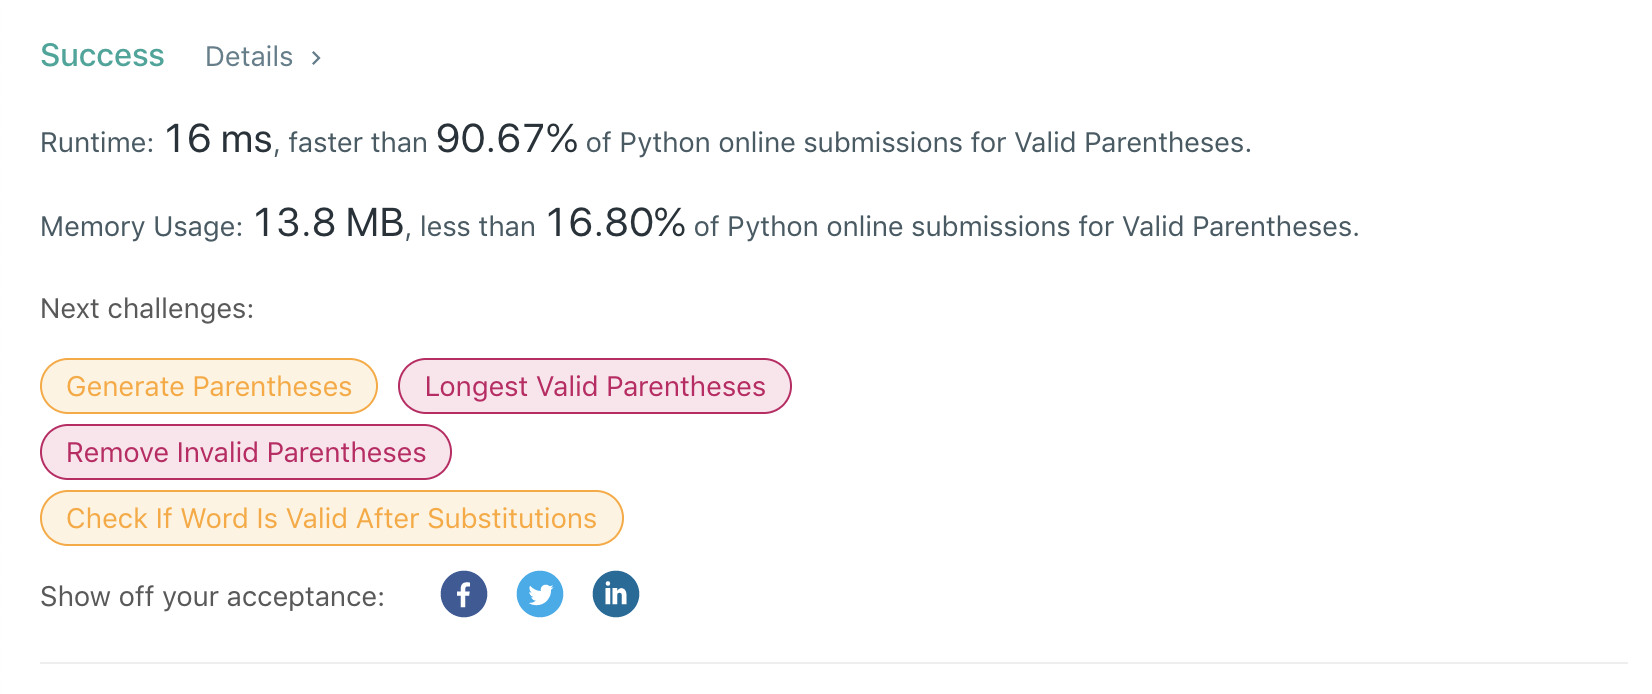 Success Details >
Runtime: 16 ms, faster than 90.67% of Python online submissions for Valid Parentheses.
Memory Usage: 13.8 MB, less than 16.80% of Python online submissions for Valid Parentheses.
Next challenges:
Generate Parentheses Longest Valid Parentheses
Remove Invalid Parentheses
Check If Word Is Valid After Substitutions
Show off your acceptance: f in